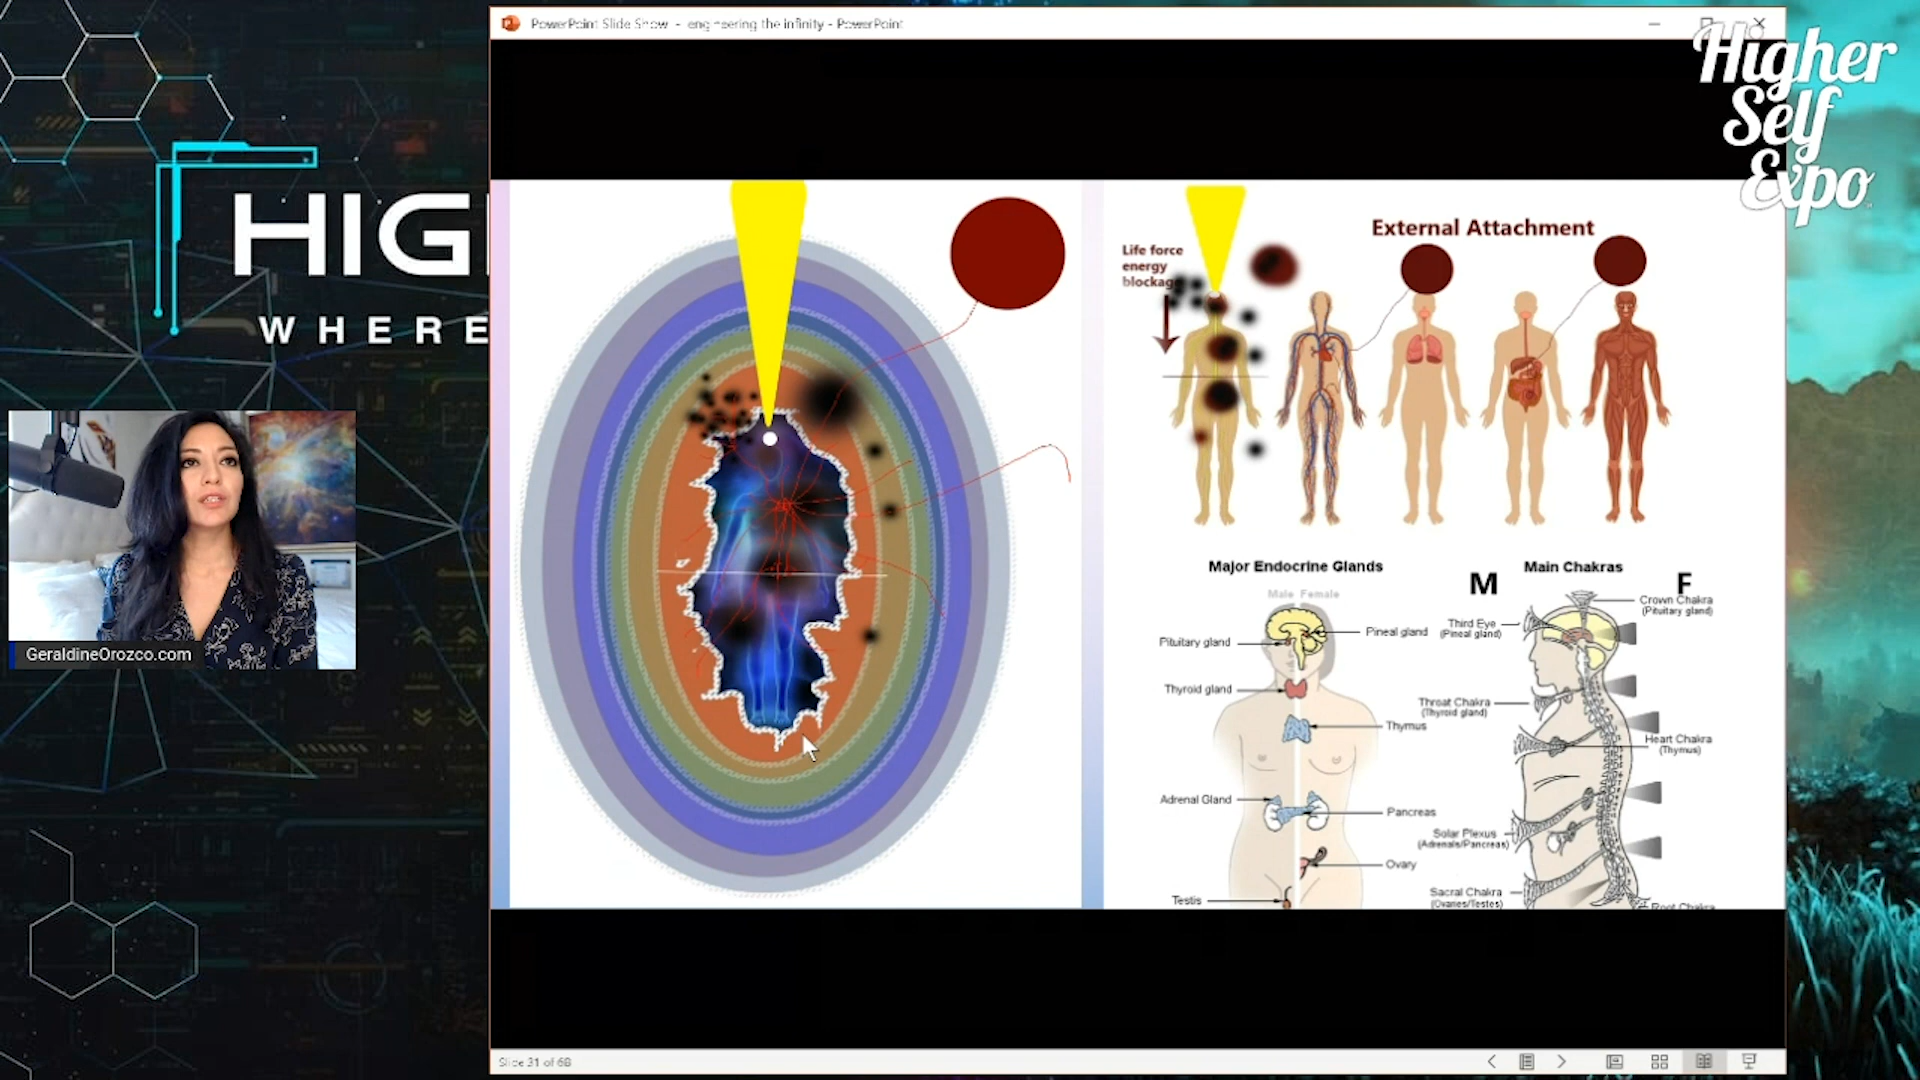 PowerPoint Slide Show - engineering the infinity - PowerPoint
Higher
Self
Expo
HIG
WHERE
GeraldineOrozco.com
External Attachment
Life force
energy
blockage
Major Endocrine Glands
Male Female
Pituitary gland
Pineal gland
Thyroid gland
Thymus
Adrenal Gland
Pancreas
Ovary
Testis
M
Main Chakras
F
Crown Chakra
(Pituitary gland)
Third Eye
(Pineal gland)
Throat Chakra
(Thyroid gland)
Heart Chakra
(Thymus)
Solar Plexus
(Adrenals/Pancreas)
Sacral Chakra
(Ovaries/Testes)
Root Chakra
Slide 31 of 68